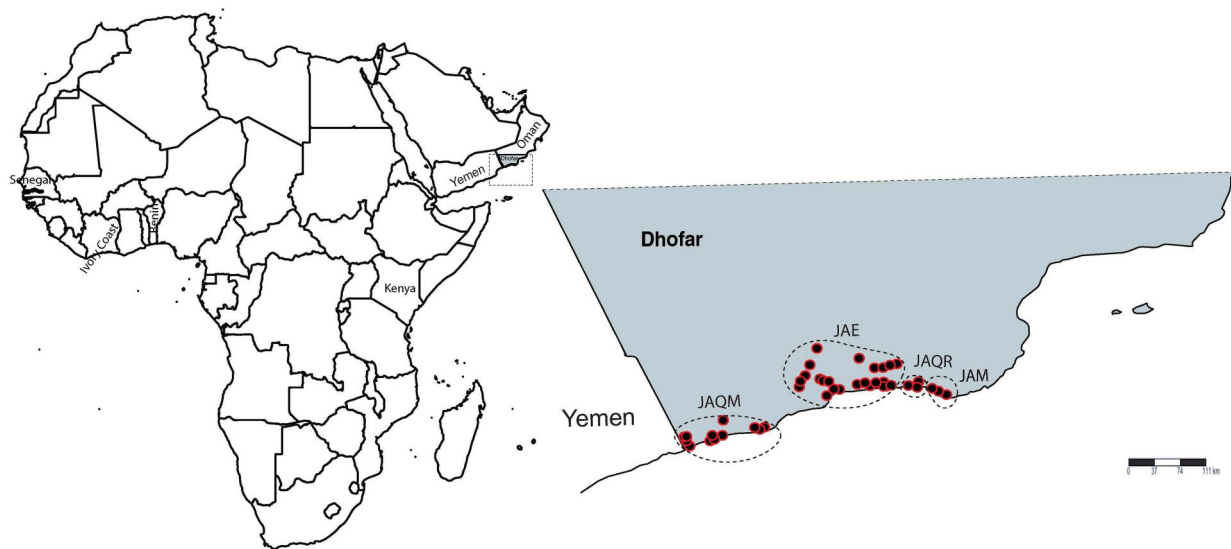 Senegal
Ivory Coast
Benin
Kenya
Yemen
Oman
Dhofar
Dhofar
JAE
JAQR
JAM
JAQM
Yemen
0 37 74 111 km